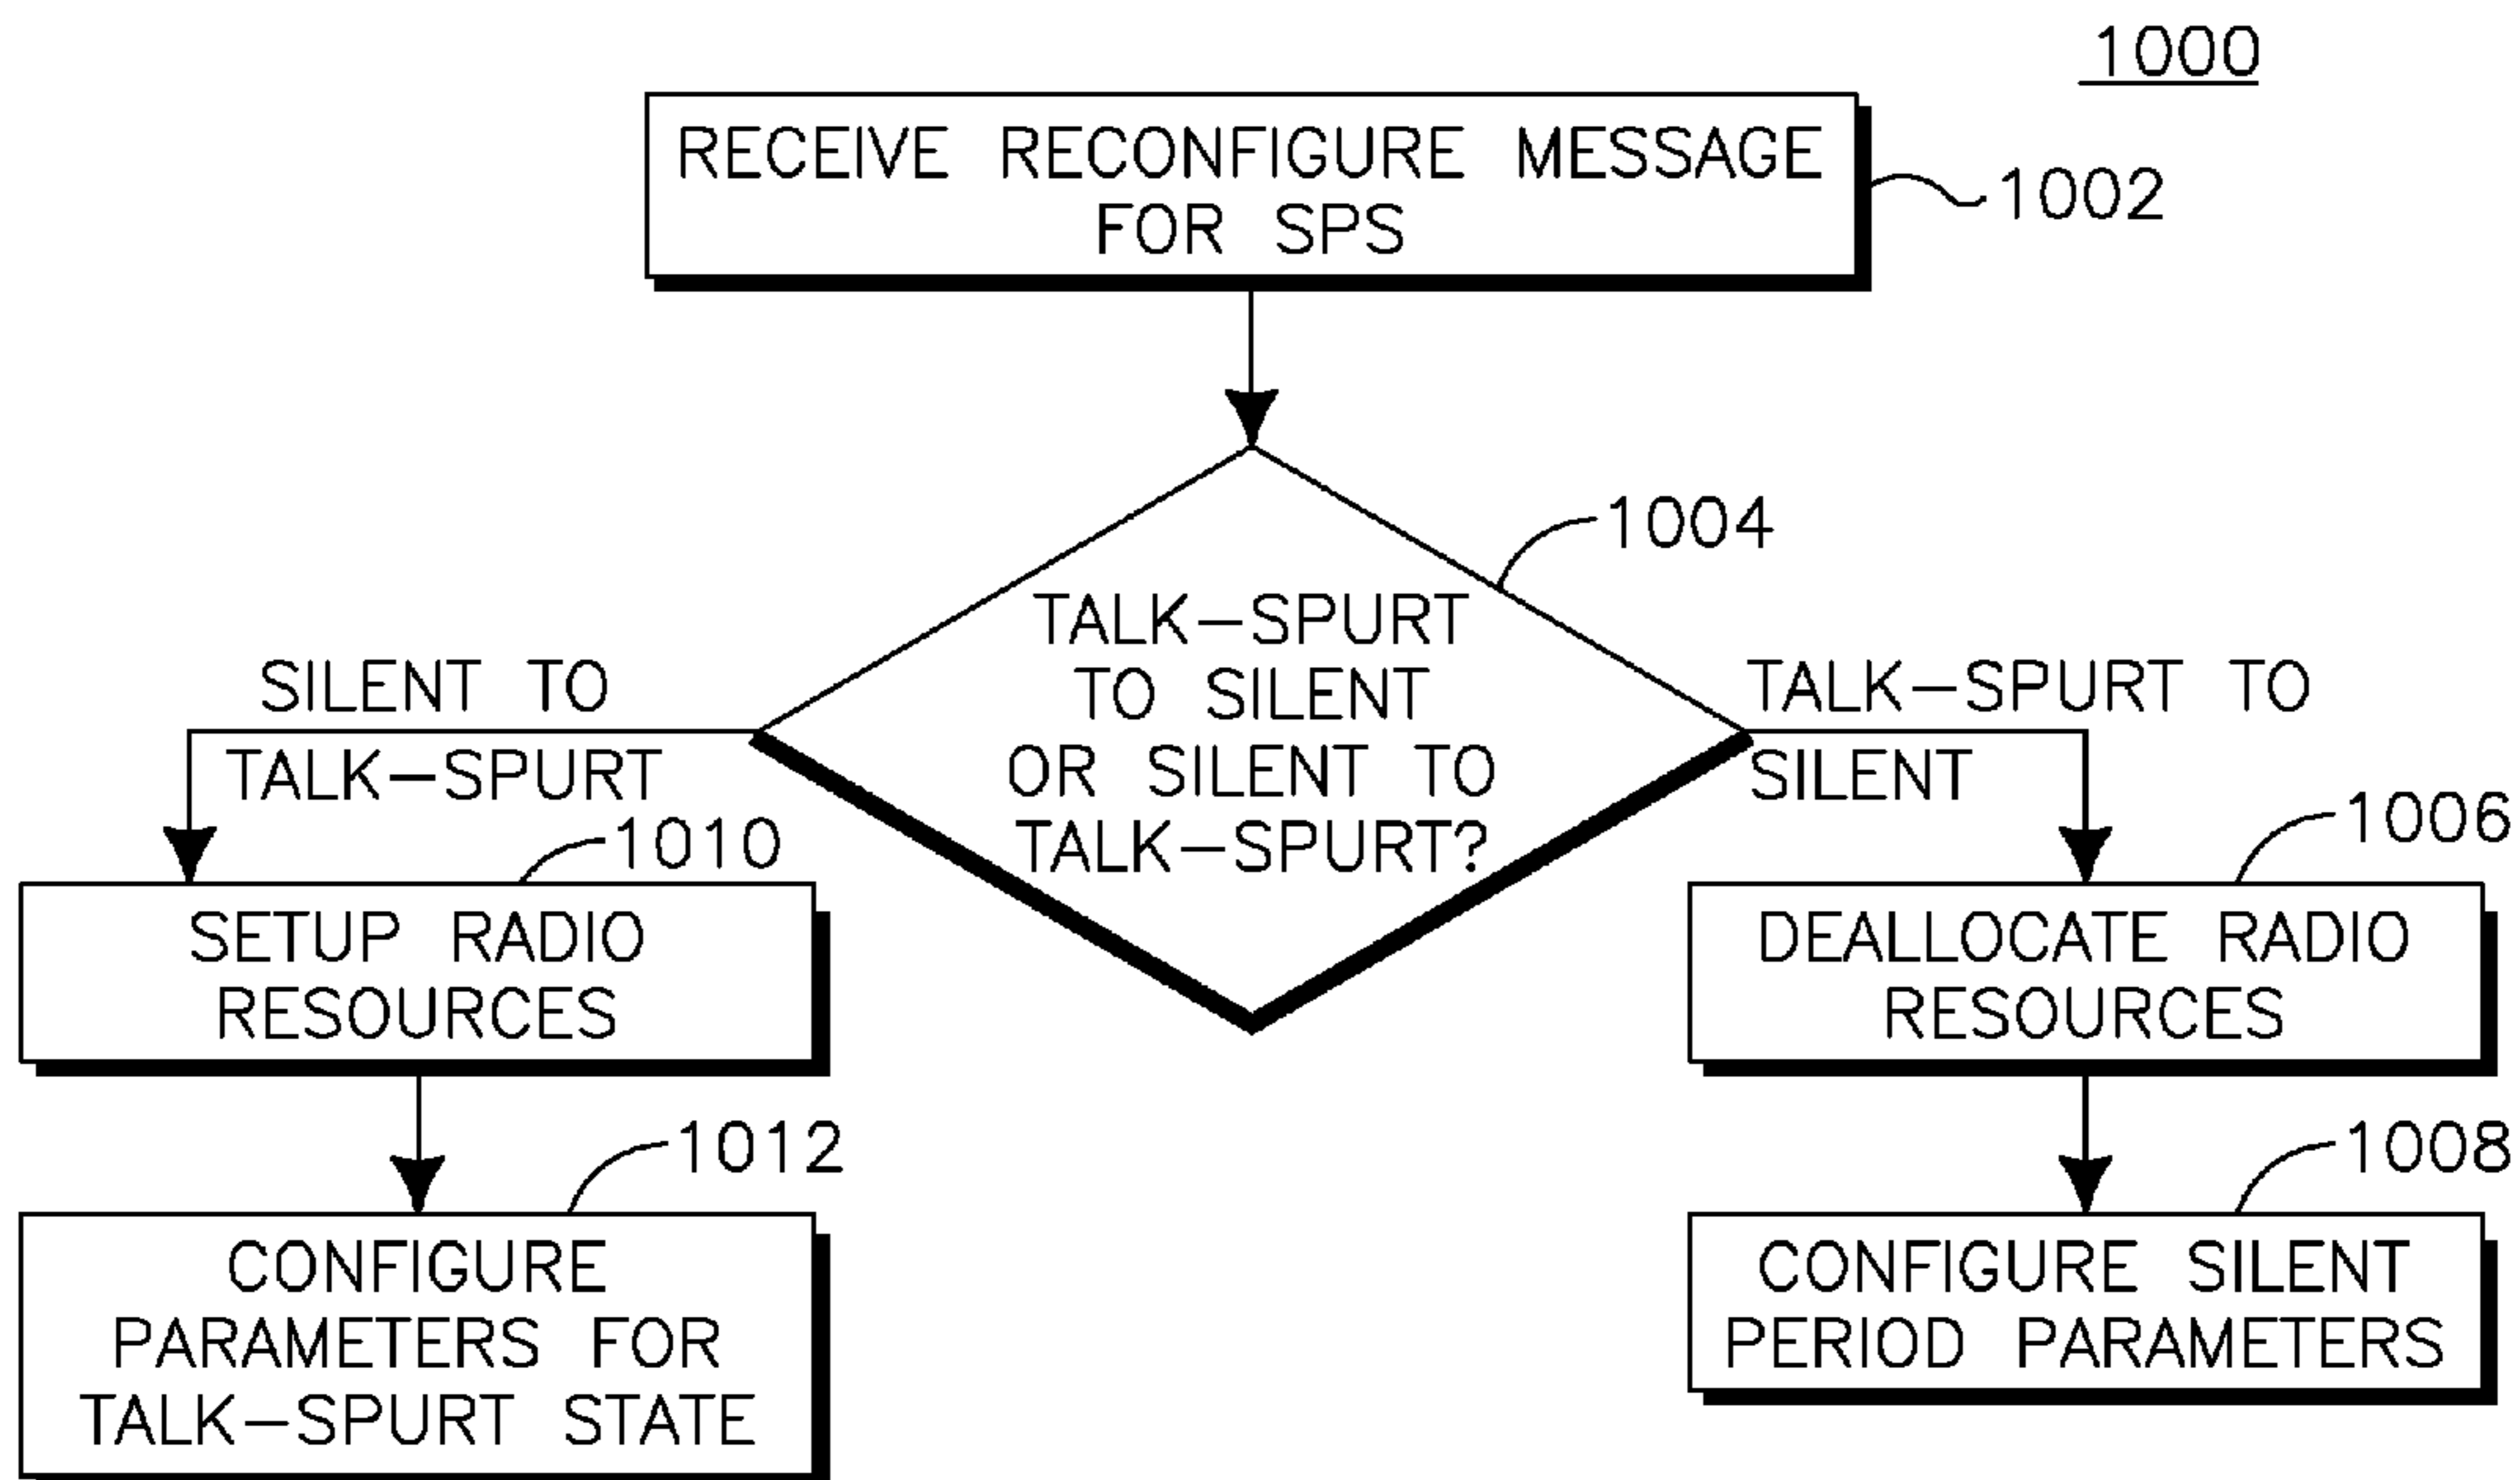 1000
RECEIVE RECONFIGURE MESSAGE
FOR SPS
1002
1004
TALK-SPURT
TO SILENT
OR SILENT TO
TALK-SPURT?
SILENT TO
TALK-SPURT
TALK-SPURT TO
SILENT
1010
SETUP RADIO
RESOURCES
1006
DEALLOCATE RADIO
RESOURCES
1012
CONFIGURE
PARAMETERS FOR
TALK-SPURT STATE
1008
CONFIGURE SILENT
PERIOD PARAMETERS